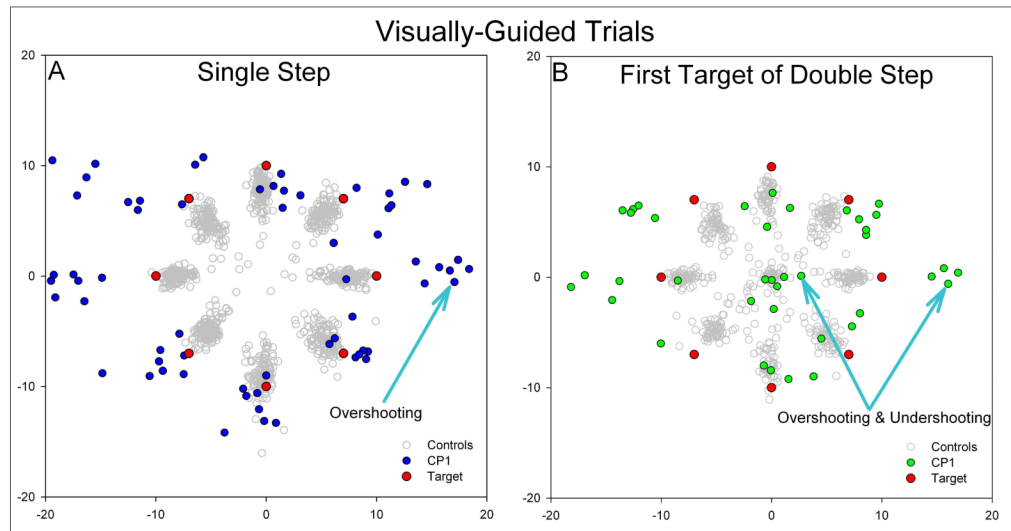 Visually-Guided Trials
A
Single Step
20
10
0
-10
-20
-20
-10
0
10
20
Overshooting
Controls
CP1
Target
B
First Target of Double Step
20
10
0
-10
-20
-20
-10
0
10
20
Overshooting & Undershooting
Controls
CP1
Target